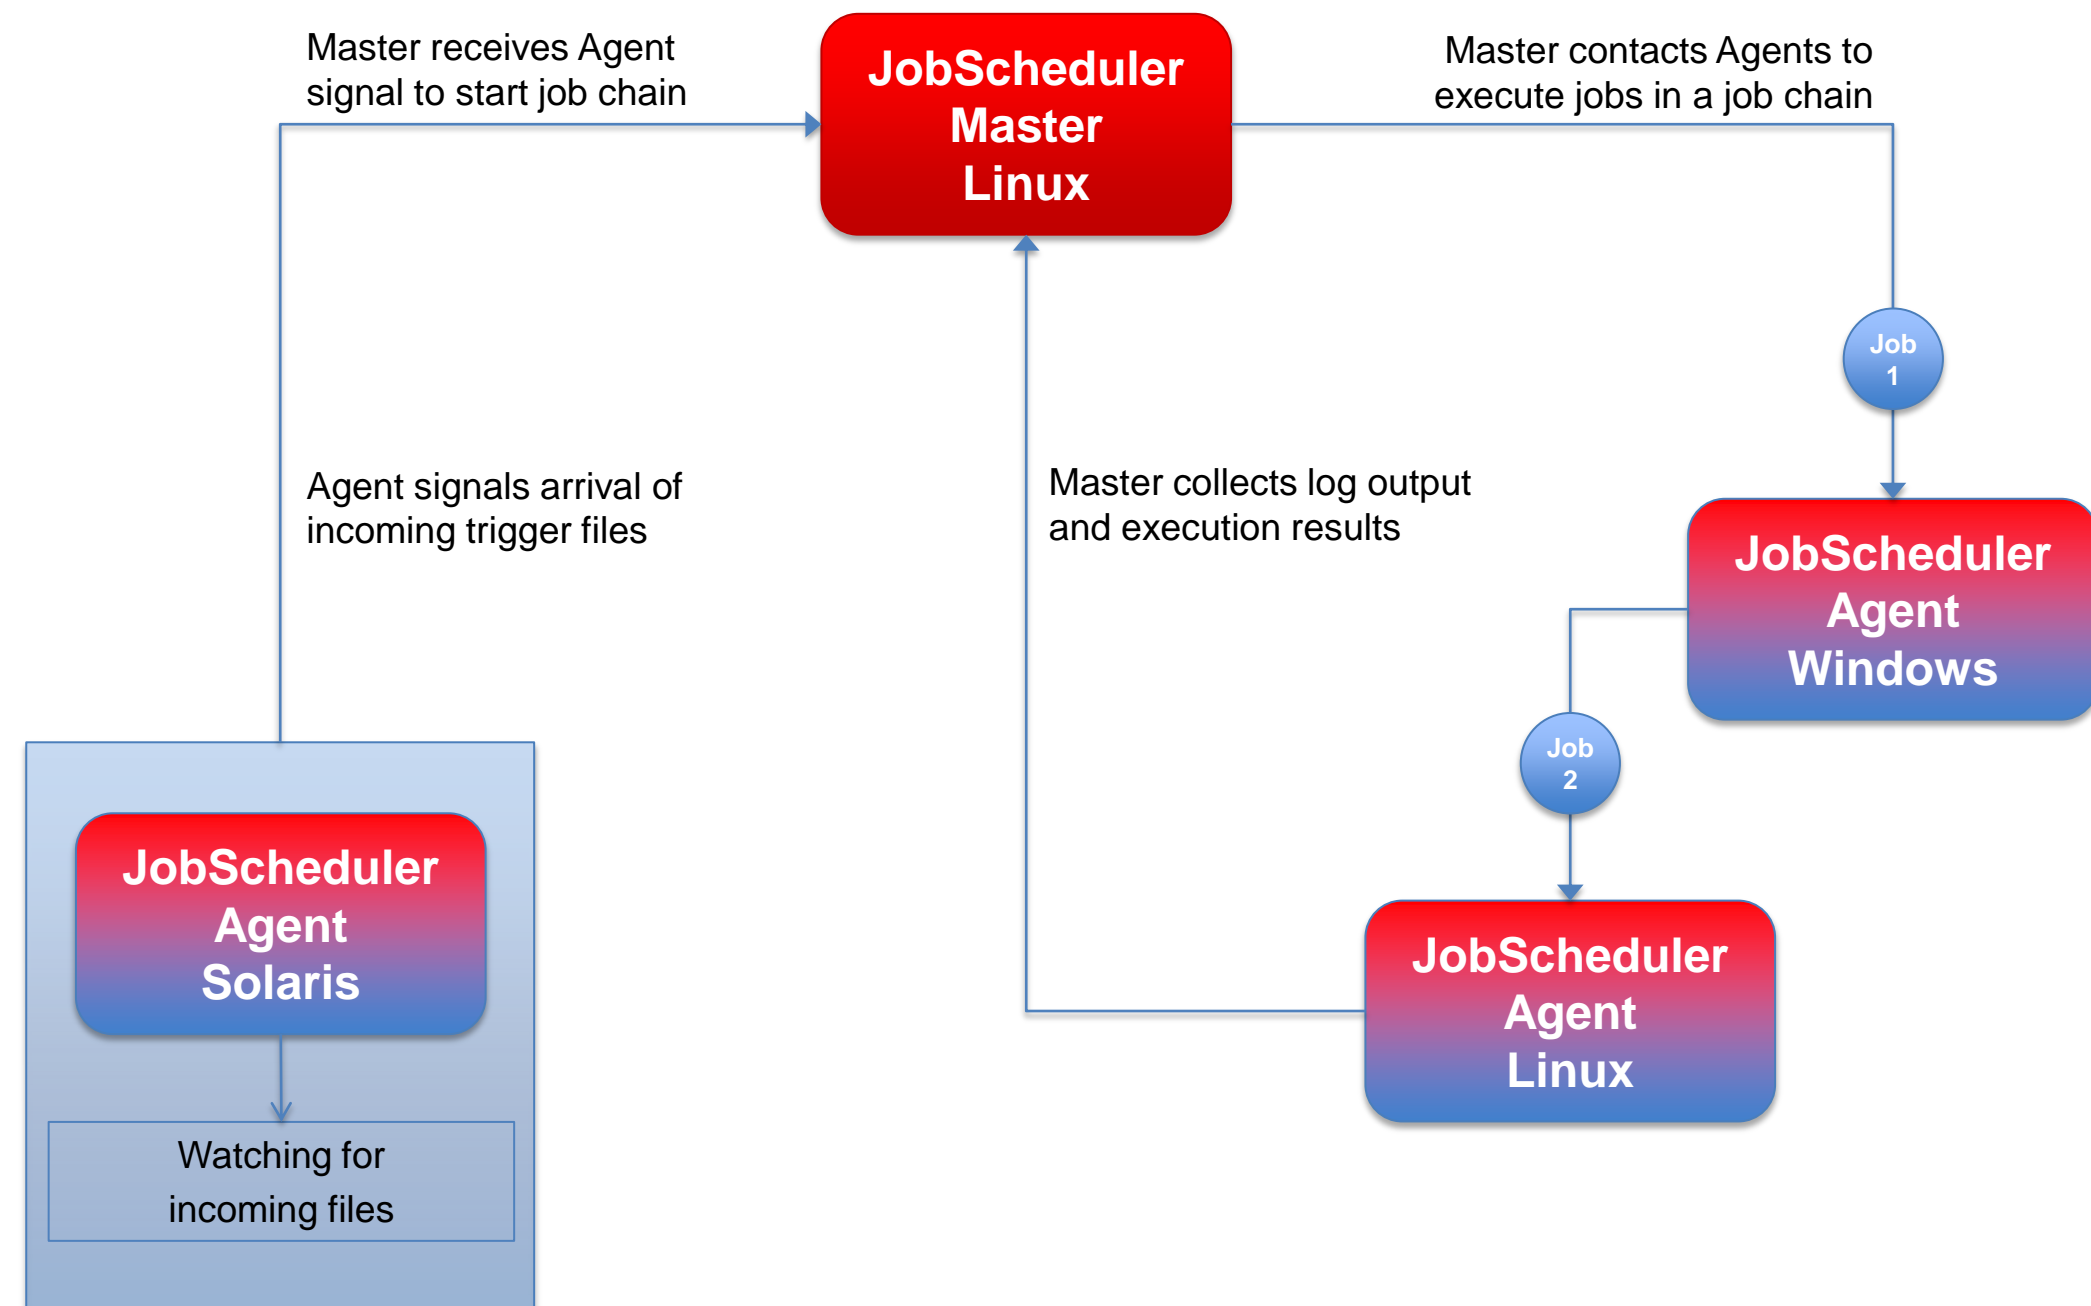 Master receives Agent
signal to start job chain
JobScheduler
Master
Linux
Master contacts Agents to
execute jobs in a job chain
Job
1
Agent signals arrival of
incoming trigger files
Master collects log output
and execution results
JobScheduler
Agent
Windows
Job
2
JobScheduler
Agent
Solaris
JobScheduler
Agent
Linux
Watching for
incoming files